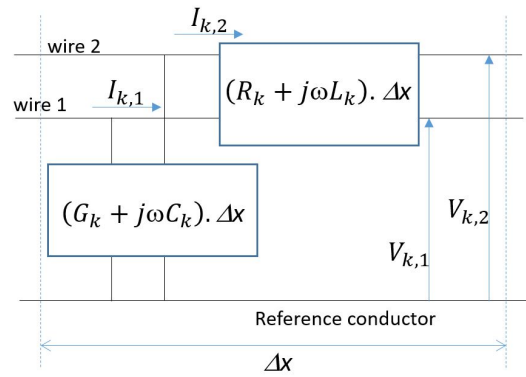 I_{k,2}
wire 2
I_{k,1}
(R_k + jωL_k). Δx
wire 1
(G_k + jωC_k). Δx
V_{k,2}
V_{k,1}
Reference conductor
Δx